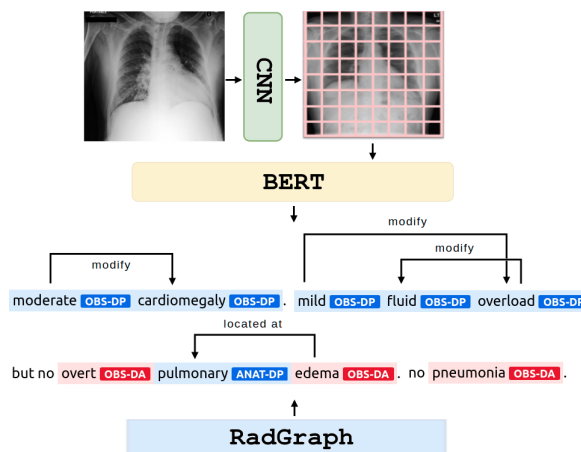 CNN
BERT
modify
modify
modify
moderate OBS-DP cardiomegaly OBS-DP . mild OBS-DP fluid OBS-DP overload OBS-DP
located at
but no overt OBS-DA pulmonary ANAT-DP edema OBS-DA . no pneumonia OBS-DA .
RadGraph